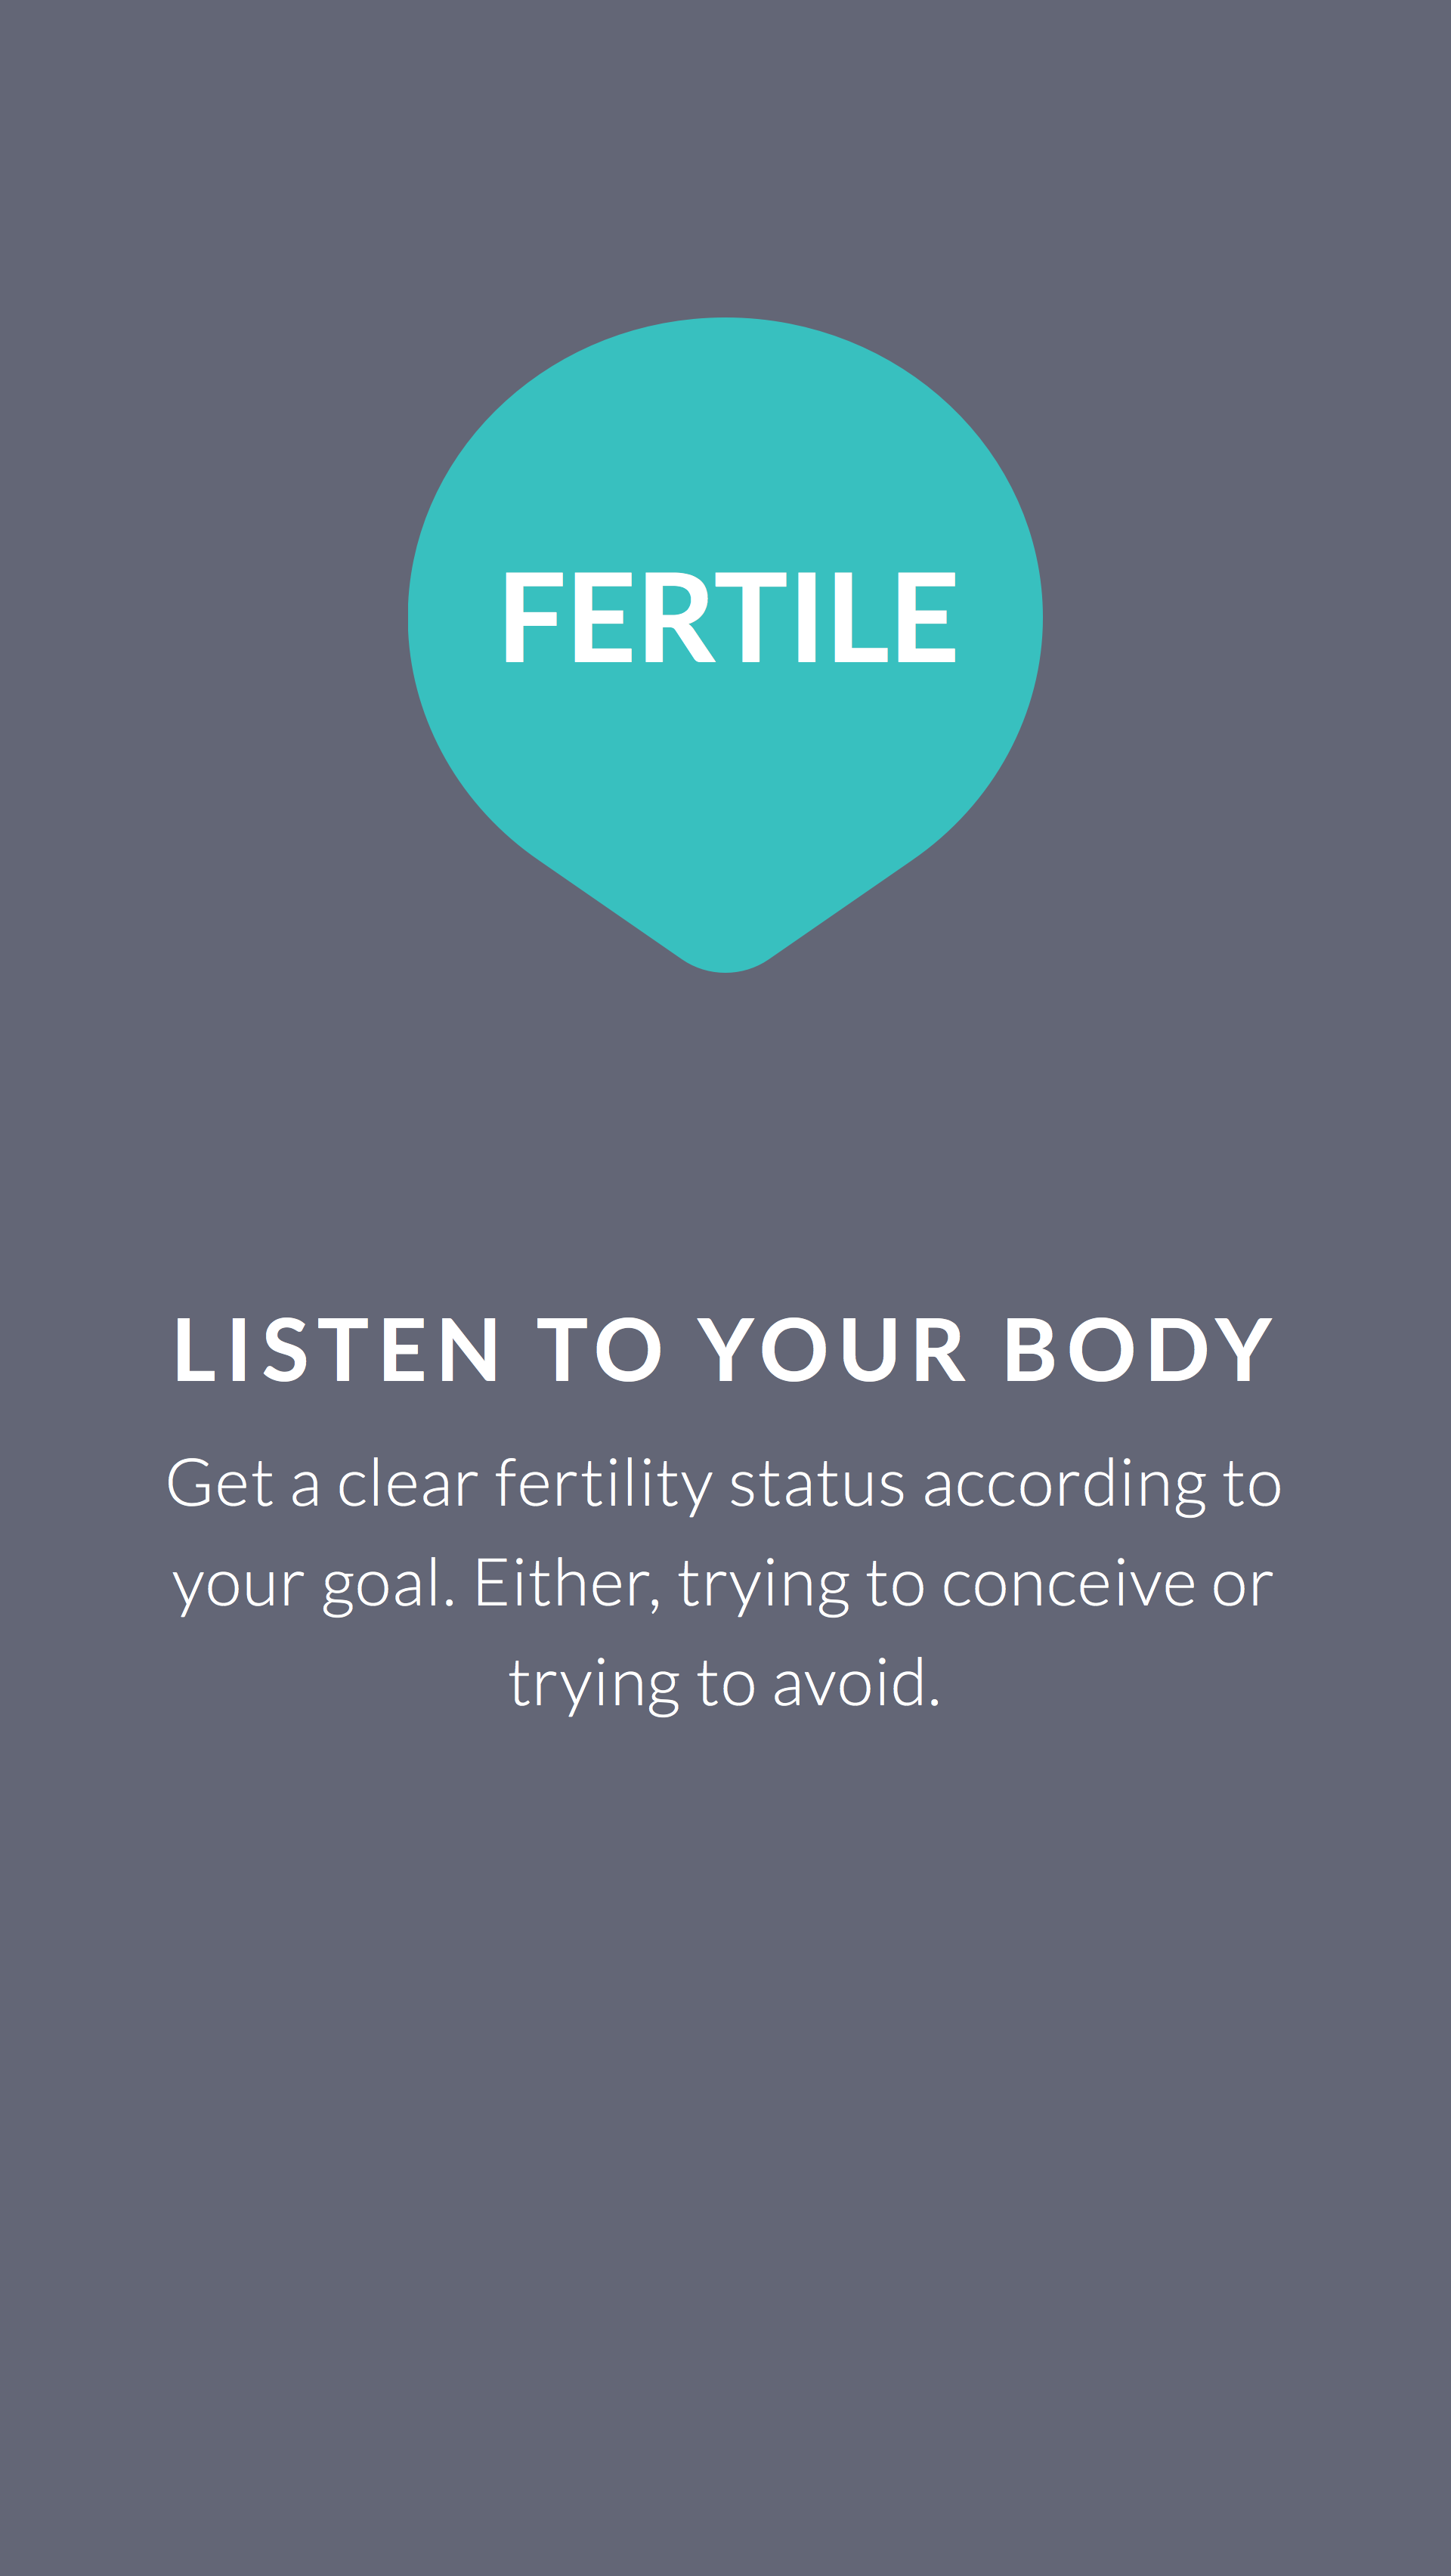 FERTILE
LISTEN TO YOUR BODY
Get a clear fertility status according to
your goal. Either, trying to conceive or
trying to avoid.